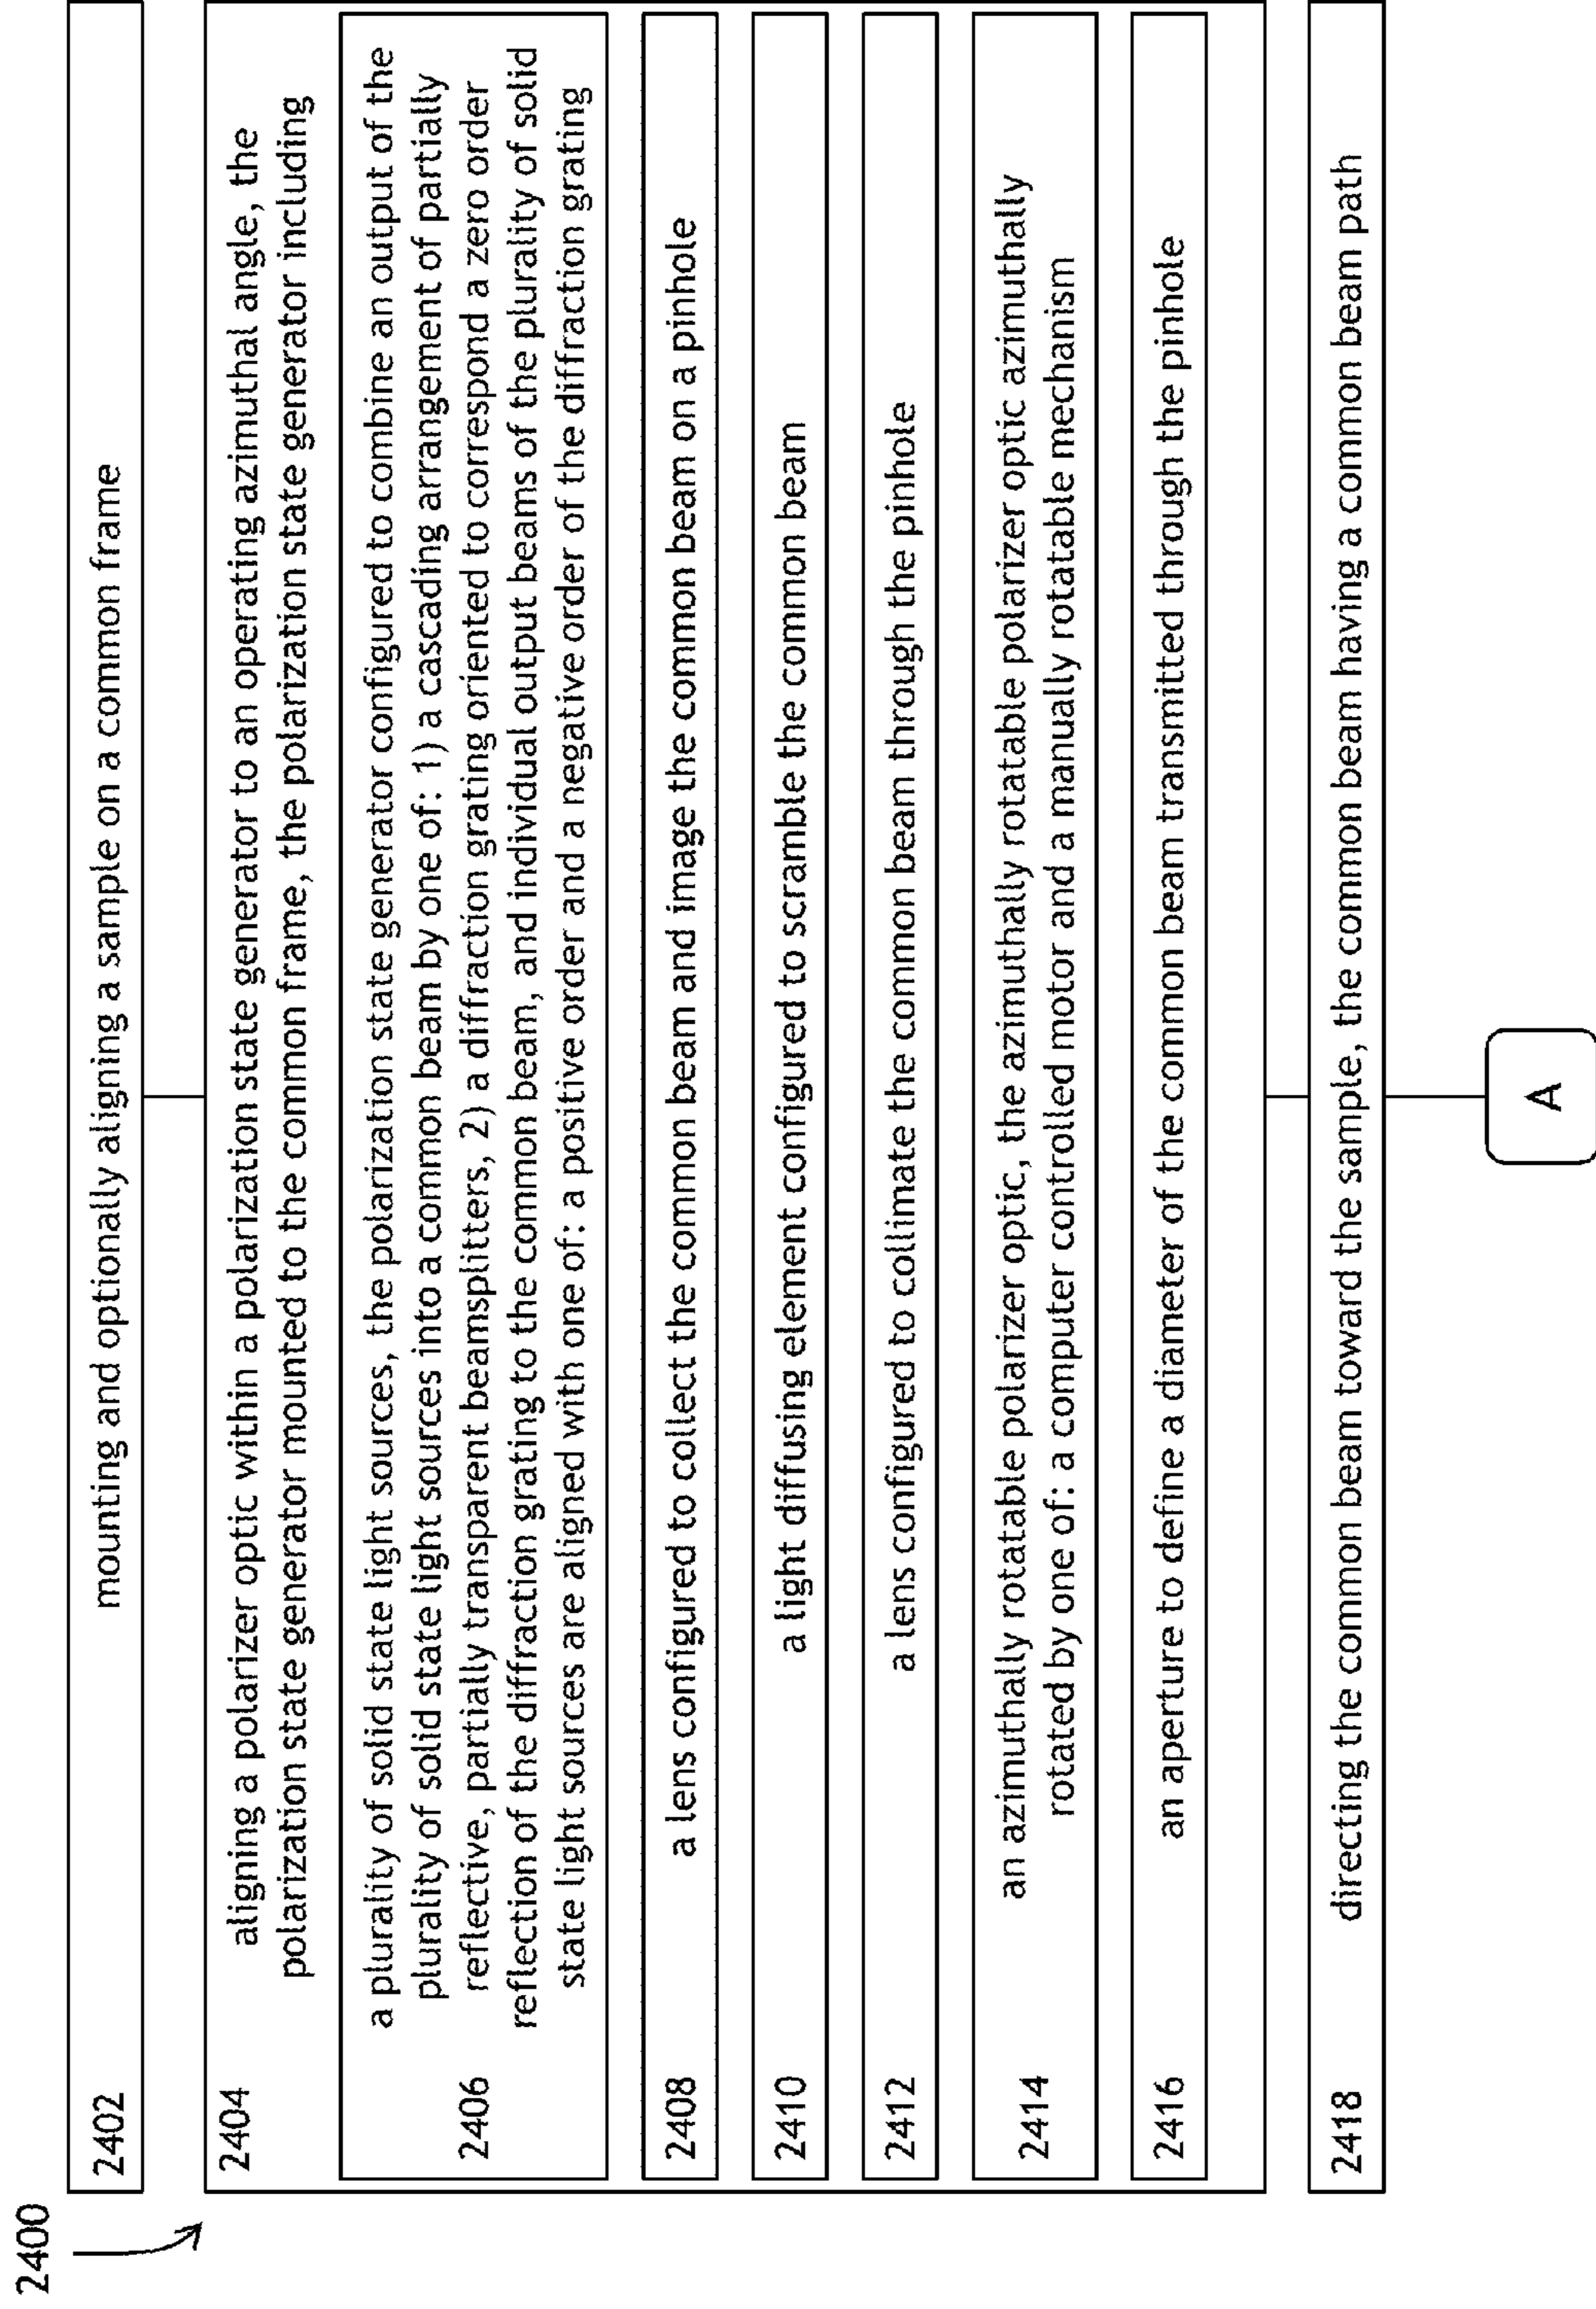 2400
2402
mounting and optionally aligning a sample on a common frame
2404
aligning a polarizer optic within a polarization state generator to an operating azimuthal angle, the
polarization state generator mounted to the common frame, the polarization state generator including
2406
a plurality of solid state light sources, the polarization state generator configured to combine an output of the
plurality of solid state light sources into a common beam by one of: 1) a cascading arrangement of partially
reflective, partially transparent beamsplitters, 2) a diffraction grating oriented to correspond a zero order
reflection of the diffraction grating to the common beam, and individual output beams of the plurality of solid
state light sources are aligned with one of: a positive order and a negative order of the diffraction grating
2408
a lens configured to collect the common beam and image the common beam on a pinhole
2410
a light diffusing element configured to scramble the common beam
2412
a lens configured to collimate the common beam through the pinhole
2414
an azimuthally rotatable polarizer optic, the azimuthally rotatable polarizer optic azimuthally
rotated by one of: a computer controlled motor and a manually rotatable mechanism
2416
an aperture to define a diameter of the common beam transmitted through the pinhole
2418
directing the common beam toward the sample, the common beam having a common beam path
A